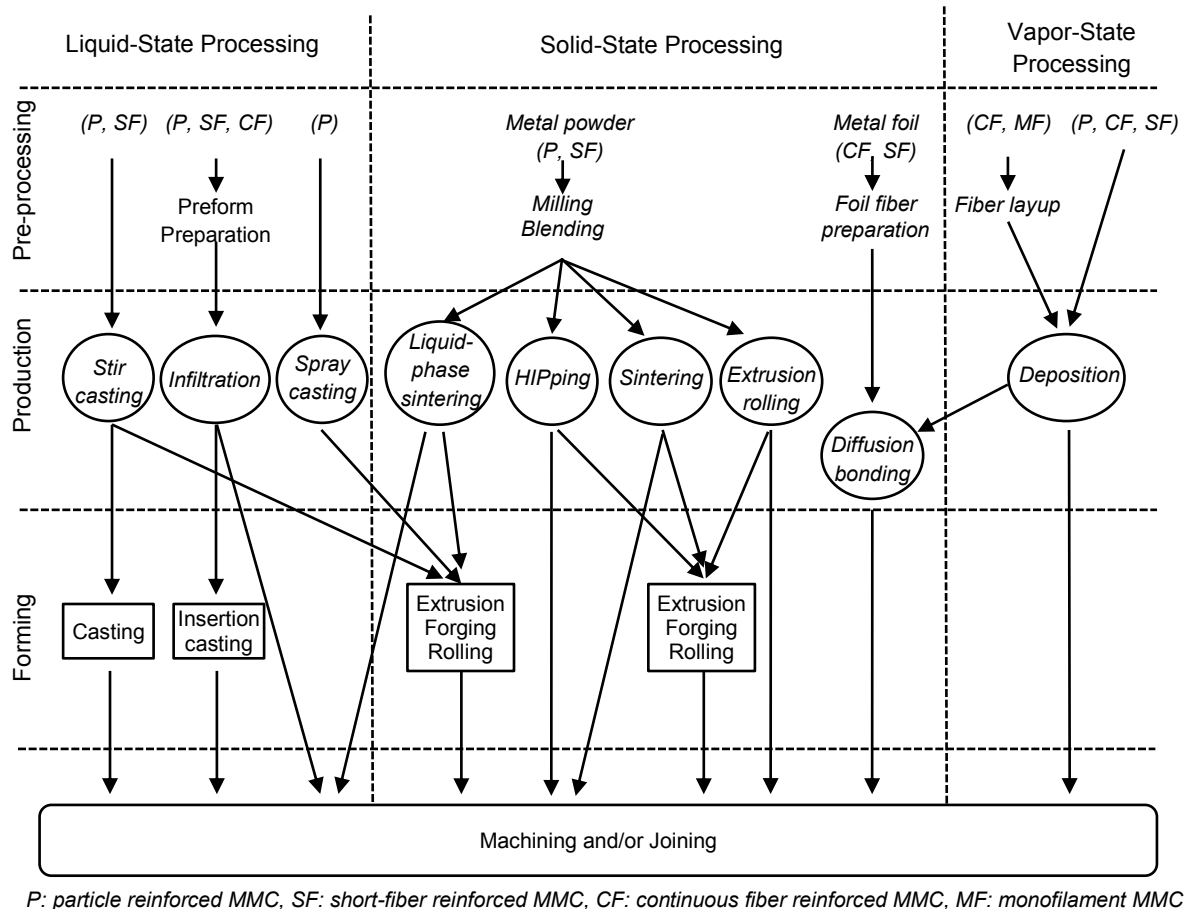 Liquid-State Processing
Solid-State Processing
Vapor-State
Processing
Pre-processing
(P, SF)
(P, SF, CF)
(P)
Metal powder
(P, SF)
Metal foil
(CF, SF)
(CF, MF)
(P, CF, SF)
Preform
Preparation
Milling
Blending
Foil fiber
preparation
Fiber layup
Production
Stir
casting
Infiltration
Spray
casting
Liquid-
phase
sintering
HIPping
Sintering
Extrusion
rolling
Diffusion
bonding
Deposition
Forming
Casting
Insertion
casting
Extrusion
Forging
Rolling
Extrusion
Forging
Rolling
Machining and/or Joining
P: particle reinforced MMC, SF: short-fiber reinforced MMC, CF: continuous fiber reinforced MMC, MF: monofilament MMC